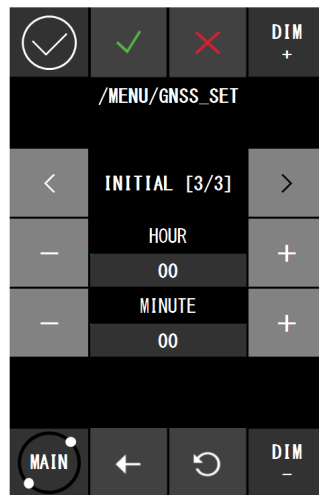 DIM
+
/MENU/GNSS_SET
< INITIAL [3/3] >
HOUR
− 00 +
MINUTE
− 00 +
MAIN
DIM
−